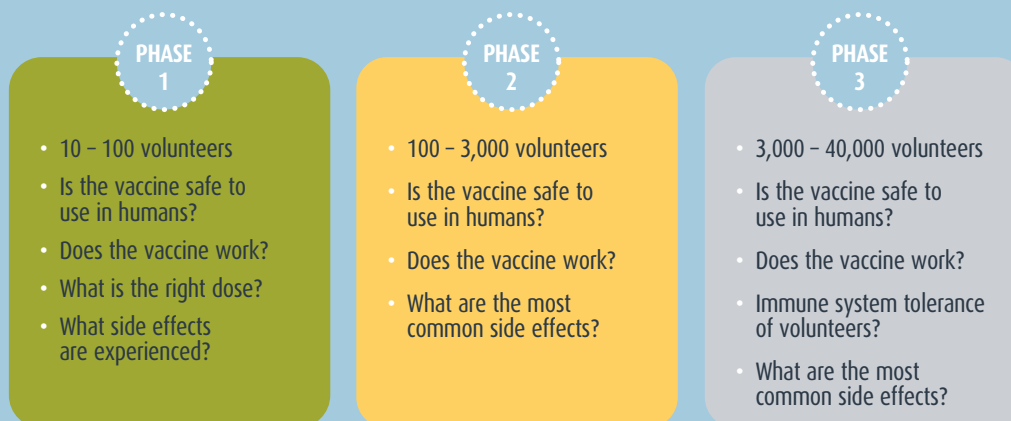 PHASE
1
• 10 – 100 volunteers
• Is the vaccine safe to
use in humans?
• Does the vaccine work?
• What is the right dose?
• What side effects
are experienced?
PHASE
2
• 100 – 3,000 volunteers
• Is the vaccine safe to
use in humans?
• Does the vaccine work?
• What are the most
common side effects?
PHASE
3
• 3,000 – 40,000 volunteers
• Is the vaccine safe to
use in humans?
• Does the vaccine work?
• Immune system tolerance
of volunteers?
• What are the most
common side effects?